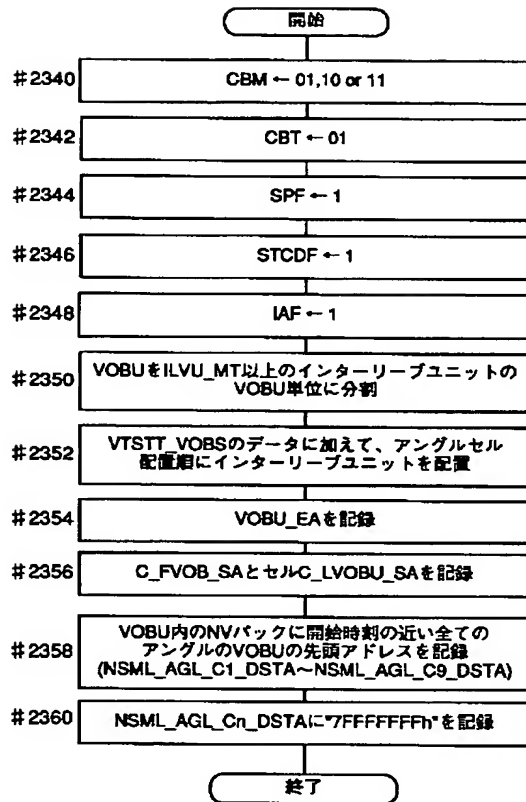 開始
#2340
CBM ← 01,10 or 11
#2342
CBT ← 01
#2344
SPF ← 1
#2346
STCDF ← 1
#2348
IAF ← 1
#2350
VOBUをILVU_MT以上のインターリーブユニットの
VOBU単位に分割
#2352
VTSTT_VOBSのデータに加えて、アングルセル
配置順にインターリーブユニットを配置
#2354
VOBU_EAを記録
#2356
C_FVOB_SAとセルC_LVOBU_SAを記録
#2358
VOBU内のNVパックに開始時刻の近い全ての
アングルのVOBUの先頭アドレスを記録
(NSML_AGL_C1_DSTA～NSML_AGL_C9_DSTA)
#2360
NSML_AGL_Cn_DSTAに"7FFFFFFFh"を記録
終了